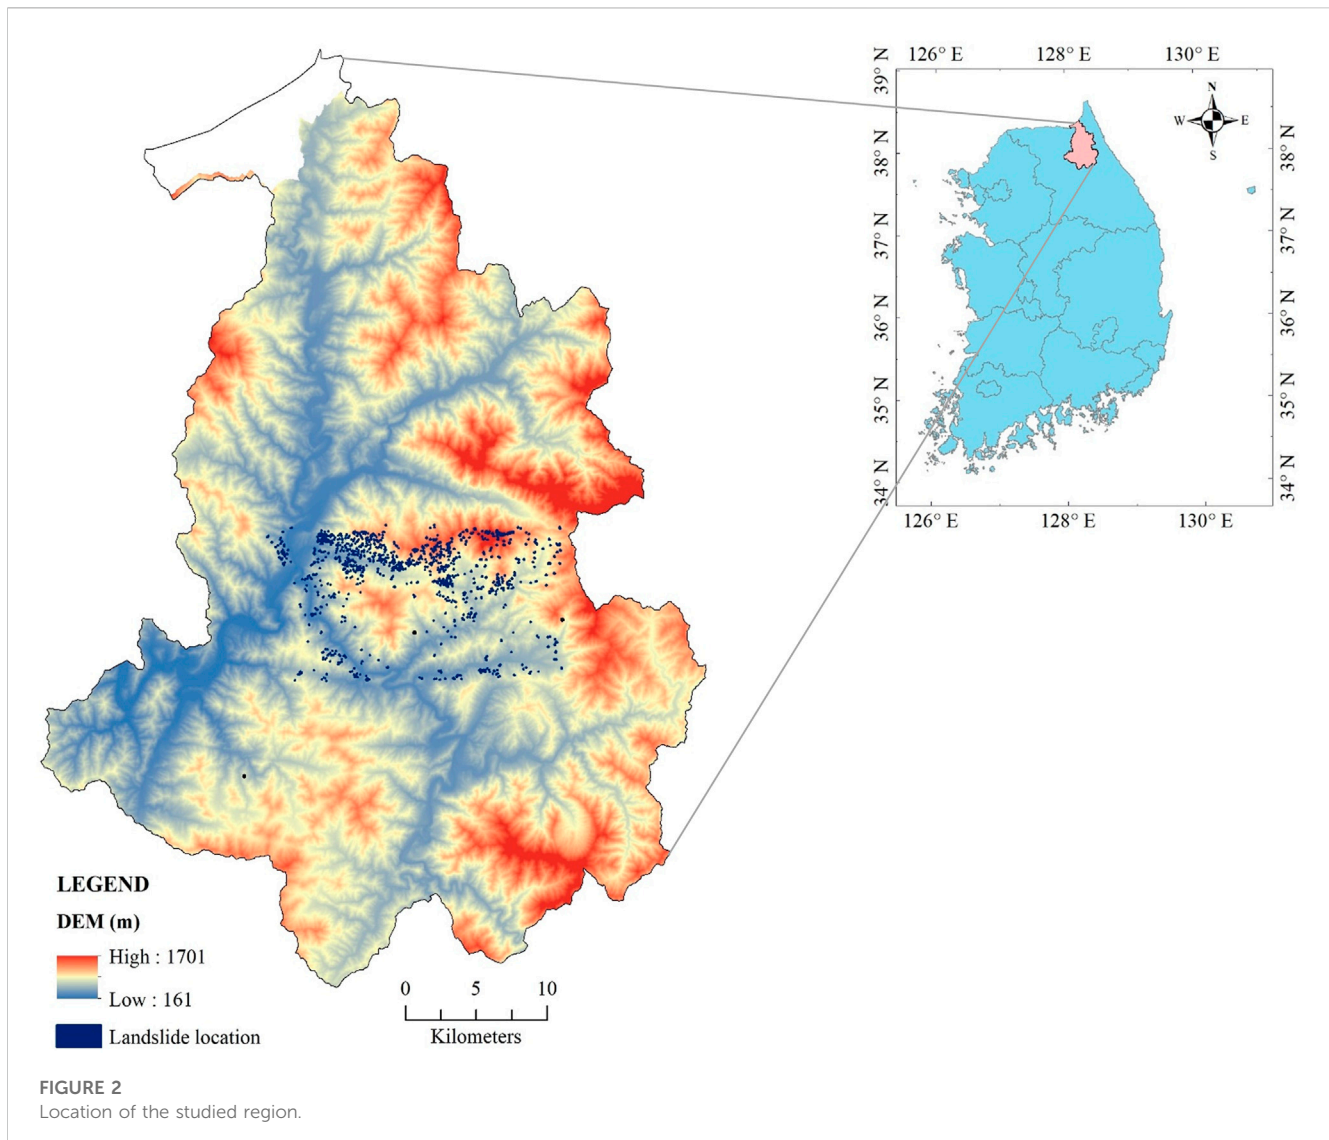 126° E 128° E 130° E
39° N
38° N
37° N
36° N
35° N
34° N
N
W E
S
38° N
37° N
36° N
35° N
34° N
126° E 128° E 130° E
LEGEND
DEM (m)
High : 1701
Low : 161
Landslide location
0 5 10
Kilometers
FIGURE 2
Location of the studied region.